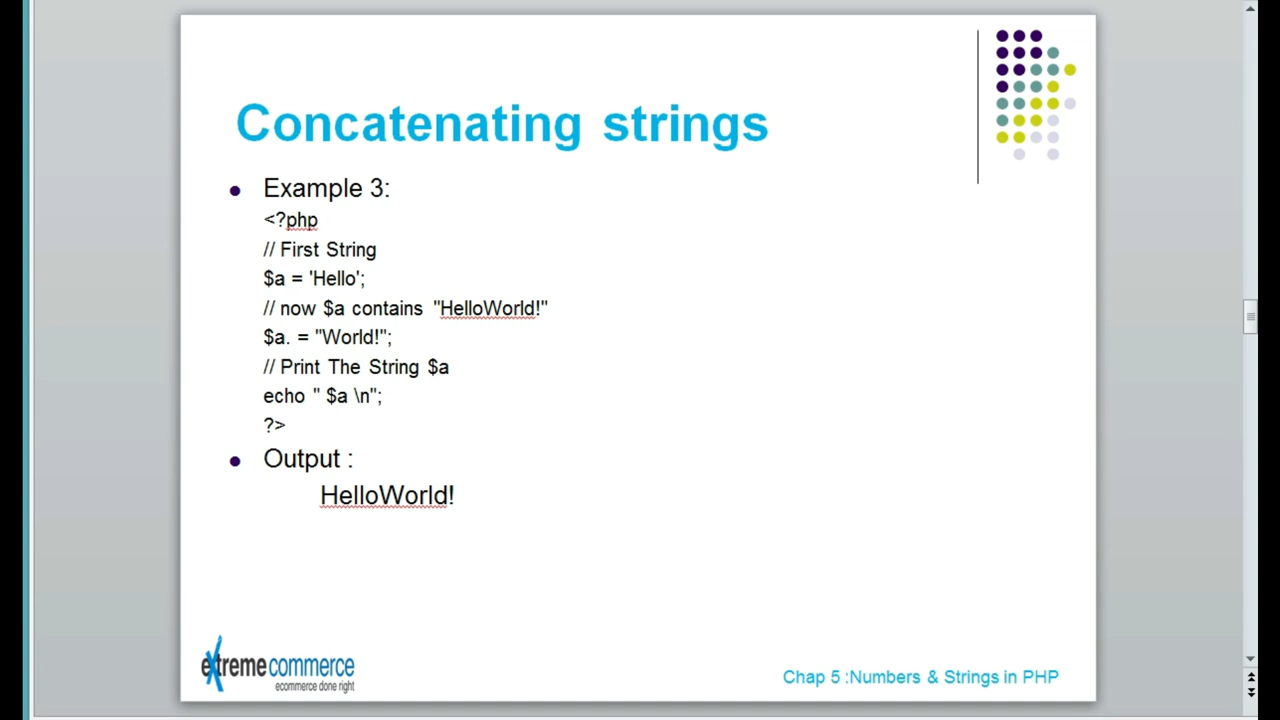 Concatenating strings
Example 3:
<?php
// First String
$a = 'Hello';
// now $a contains "HelloWorld!"
$a. = "World!";
// Print The String $a
echo " $a \n";
?>
Output :
HelloWorld!
extreme commerce
ecommerce done right
Chap 5 :Numbers & Strings in PHP